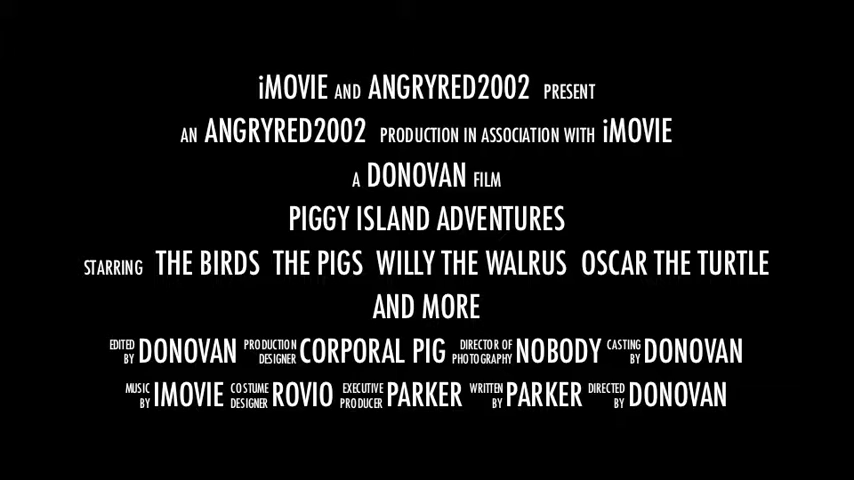 iMOVIE AND ANGRYRED2002 PRESENT
AN ANGRYRED2002 PRODUCTION IN ASSOCIATION WITH iMOVIE
A DONOVAN FILM
PIGGY ISLAND ADVENTURES
STARRING THE BIRDS THE PIGS WILLY THE WALRUS OSCAR THE TURTLE
AND MORE
EDITED BY DONOVAN PRODUCTION DESIGNER CORPORAL PIG DIRECTOR OF PHOTOGRAPHY NOBODY CASTING BY DONOVAN
MUSIC BY IMOVIE COSTUME DESIGNER ROVIO EXECUTIVE PRODUCER PARKER WRITTEN BY PARKER DIRECTED BY DONOVAN